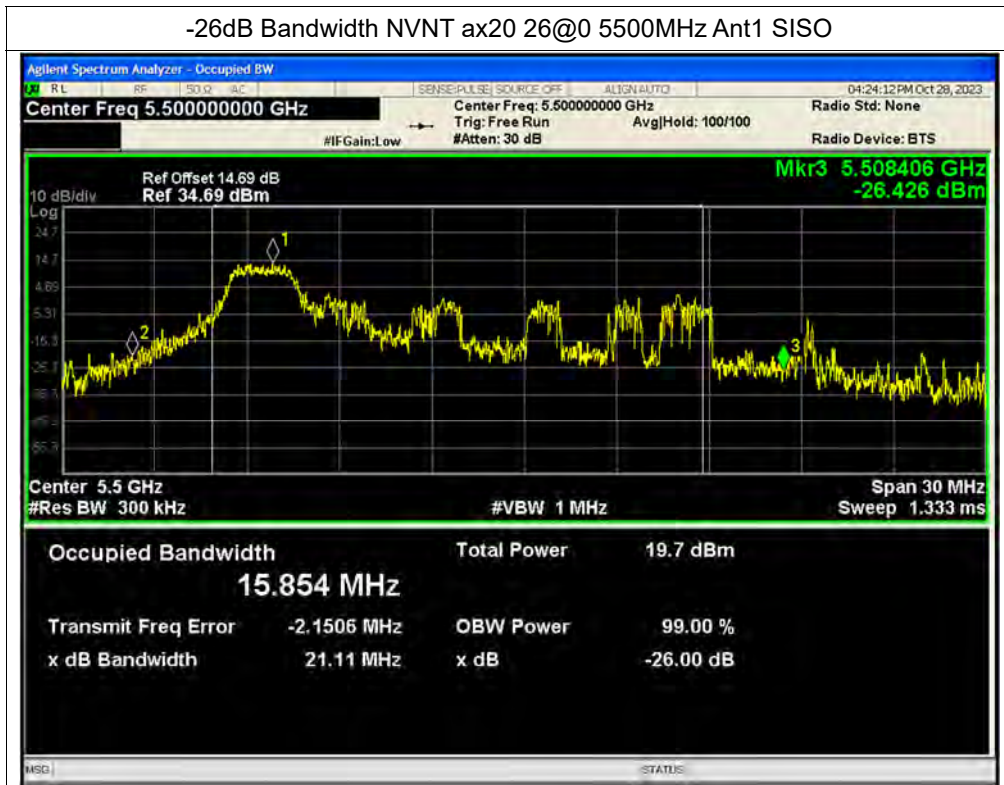 -26dB Bandwidth NVNT ax20 26@0 5500MHz Ant1 SISO
Agilent Spectrum Analyzer - Occupied BW
RL RF 50 Ω AC SENSE:PULSE SOURCE OFF ALIGN AUTO 04:24:12 PM Oct 28, 2023
Center Freq 5.500000000 GHz Center Freq: 5.500000000 GHz Radio Std: None
Trig: Free Run Avg|Hold: 100/100
#IFGain:Low #Atten: 30 dB Radio Device: BTS
Mkr3 5.508406 GHz
-26.426 dBm
Ref Offset 14.69 dB
10 dB/div Ref 34.69 dBm
Log
24.7
14.7
4.69
-5.31
-15.3
-25.3
1
2
3
Center 5.5 GHz Span 30 MHz
#Res BW 300 kHz #VBW 1 MHz Sweep 1.333 ms
Occupied Bandwidth Total Power 19.7 dBm
15.854 MHz
Transmit Freq Error -2.1506 MHz OBW Power 99.00 %
x dB Bandwidth 21.11 MHz x dB -26.00 dB
MSG STATUS